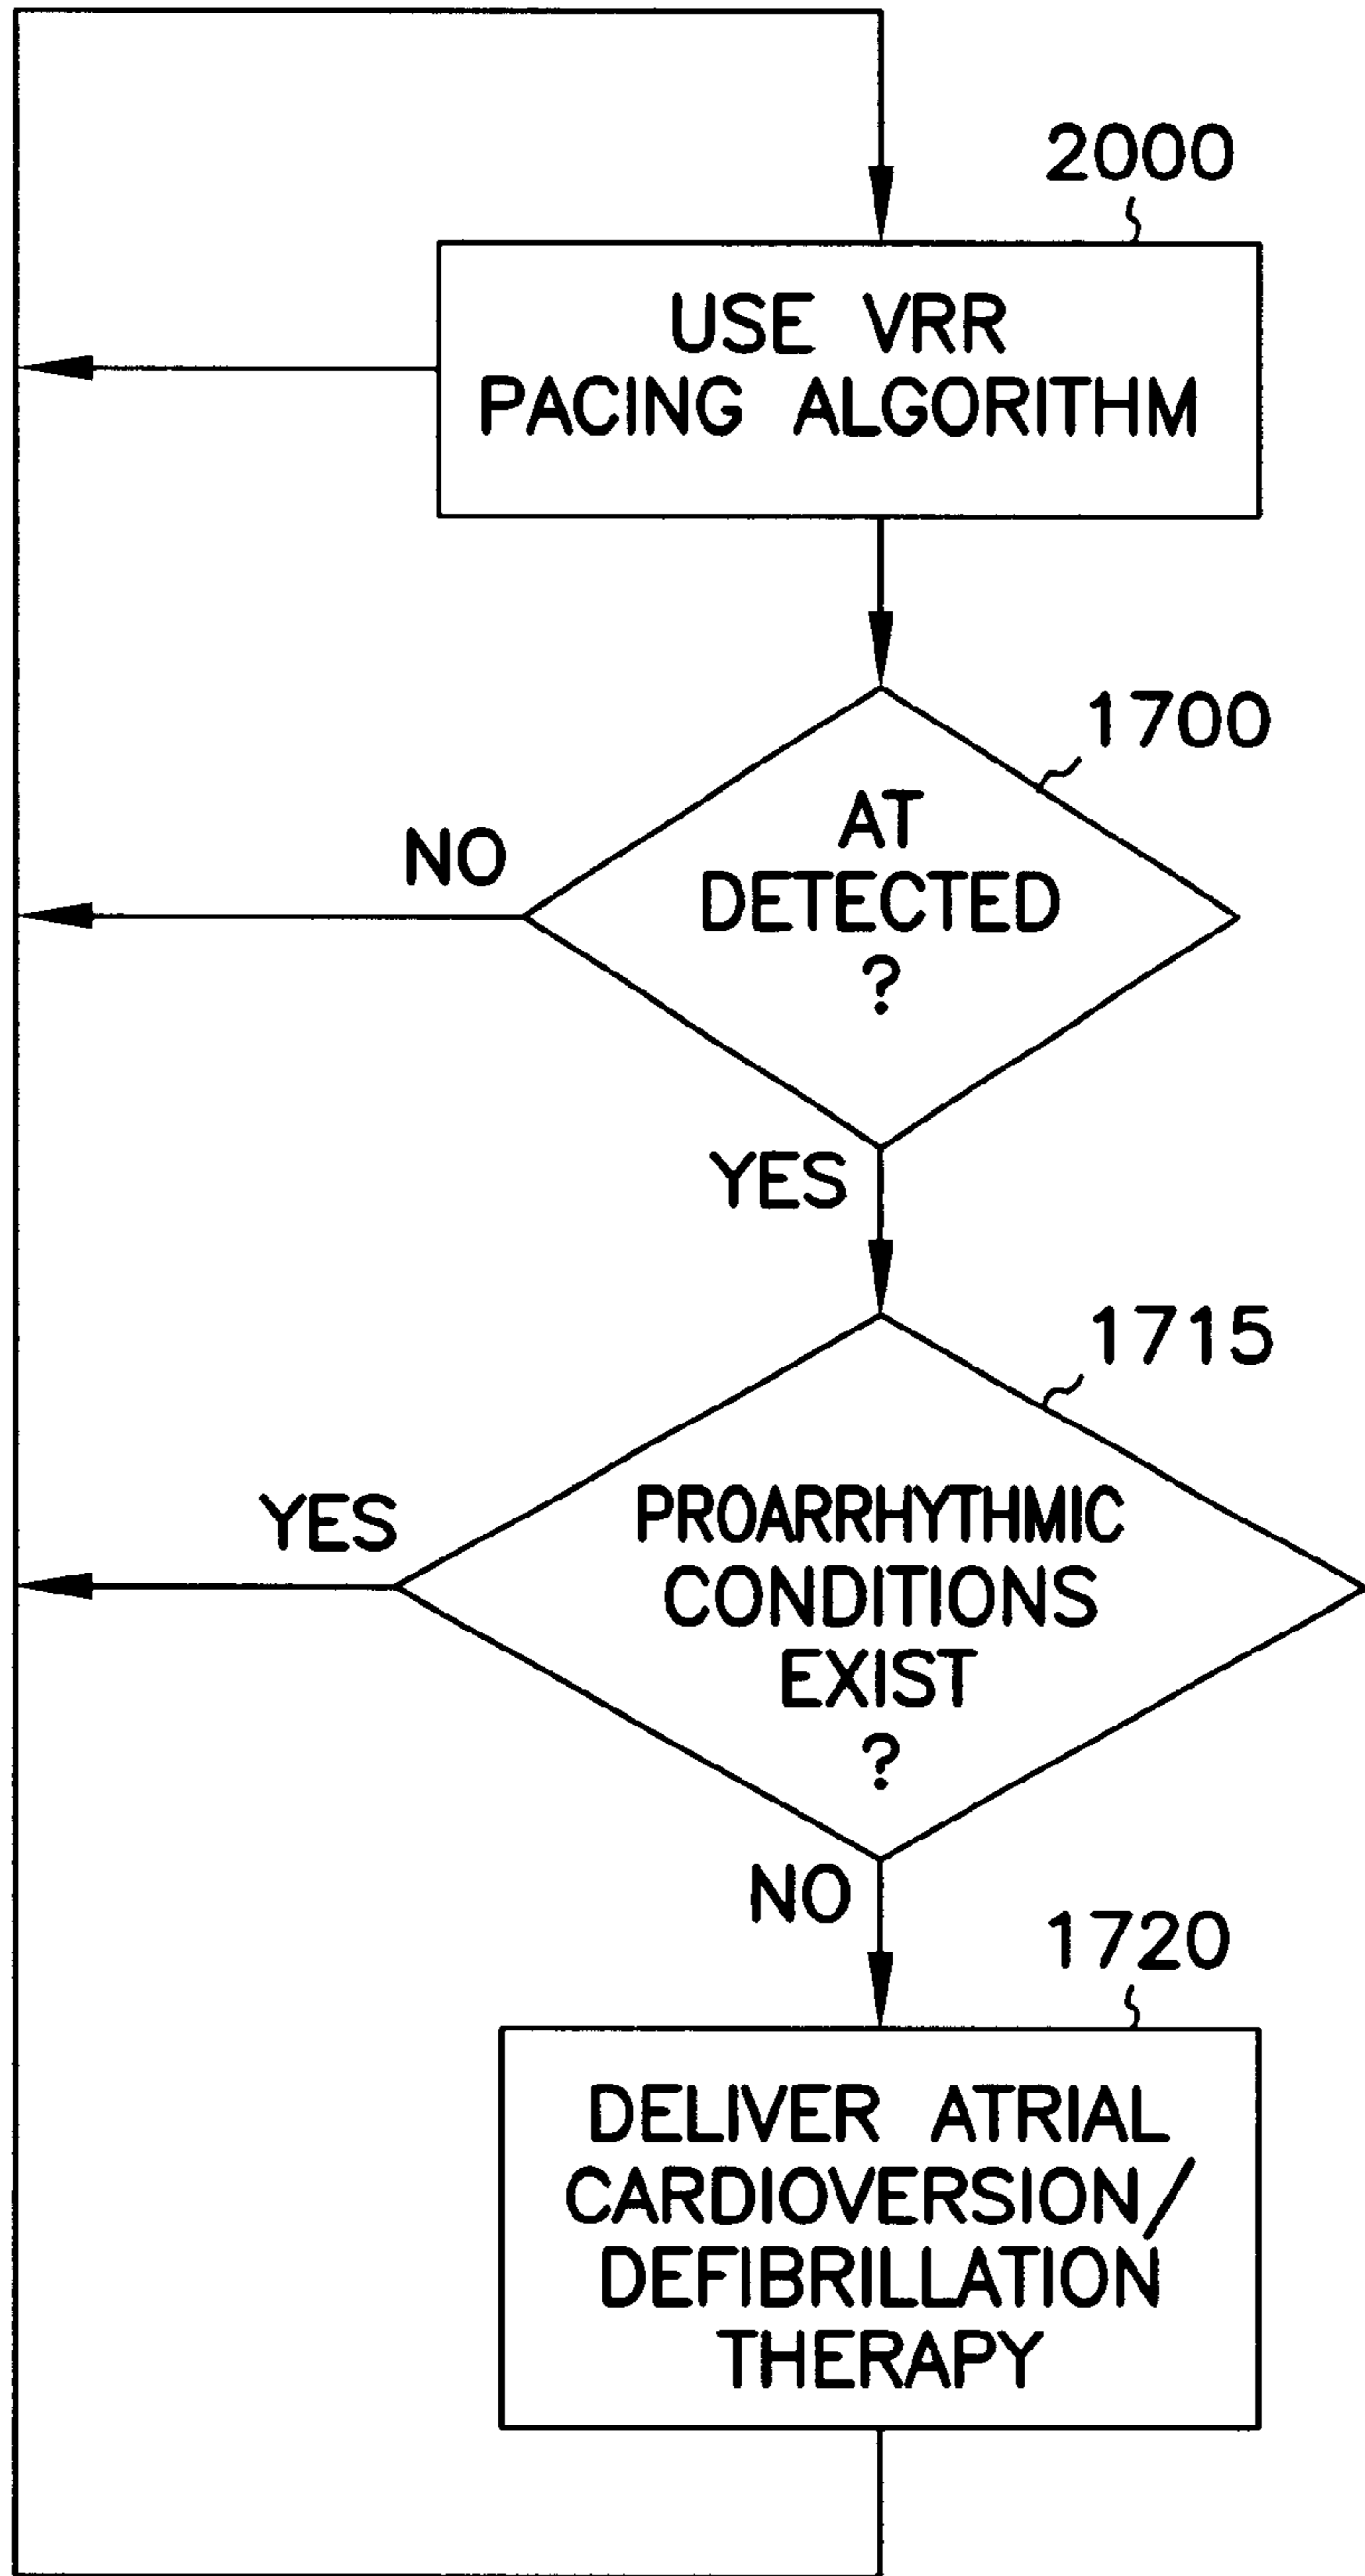 2000
USE VRR
PACING ALGORITHM
1700
AT
DETECTED
?
NO
YES
1715
PROARRHYTHMIC
CONDITIONS
EXIST
?
YES
NO
1720
DELIVER ATRIAL
CARDIOVERSION/
DEFIBRILLATION
THERAPY